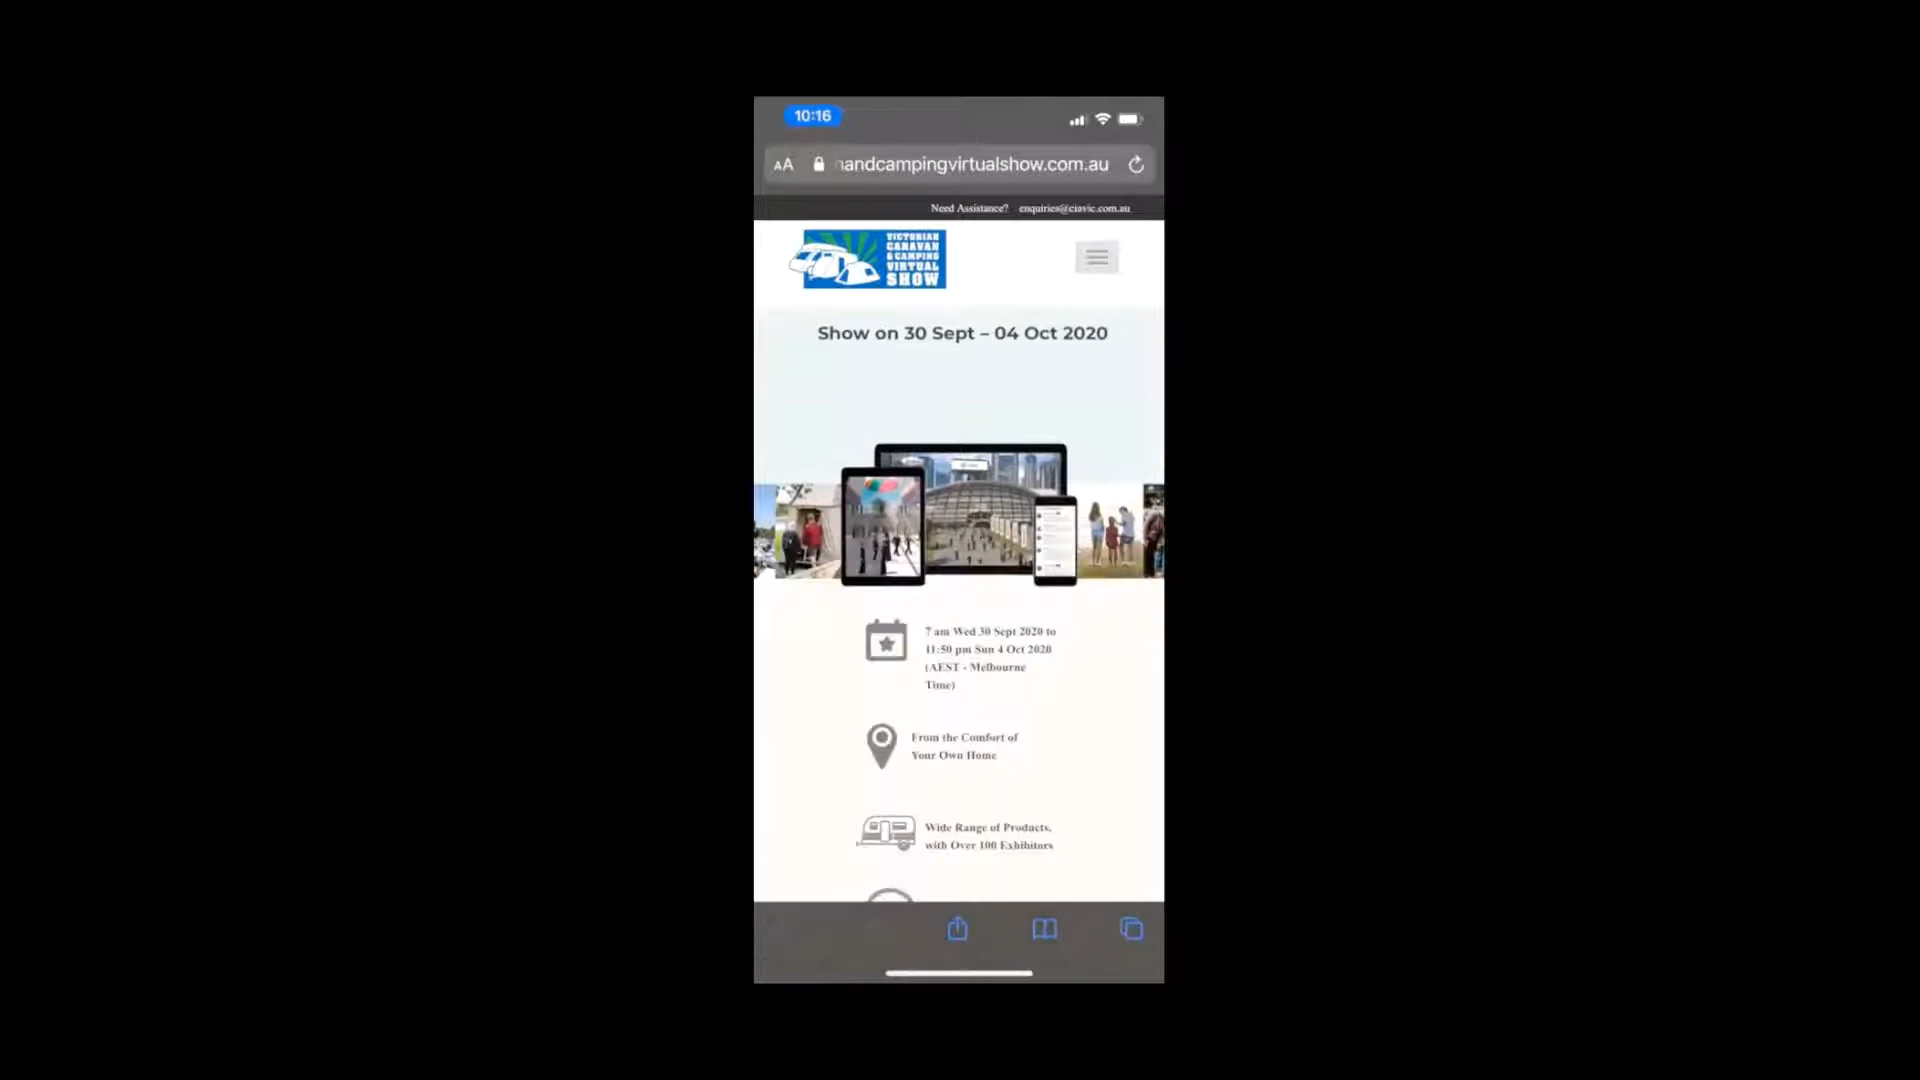 10:16
AA
andcampingvirtualshow.com.au
Need Assistance? enquiries@ciavic.com.au
VICTORIAN
CARAVAN
& CAMPING
VIRTUAL
SHOW
Show on 30 Sept – 04 Oct 2020
7 am Wed 30 Sept 2020 to
11:50 pm Sun 4 Oct 2020
(AEST - Melbourne
Time)
From the Comfort of
Your Own Home
Wide Range of Products,
with Over 100 Exhibitors